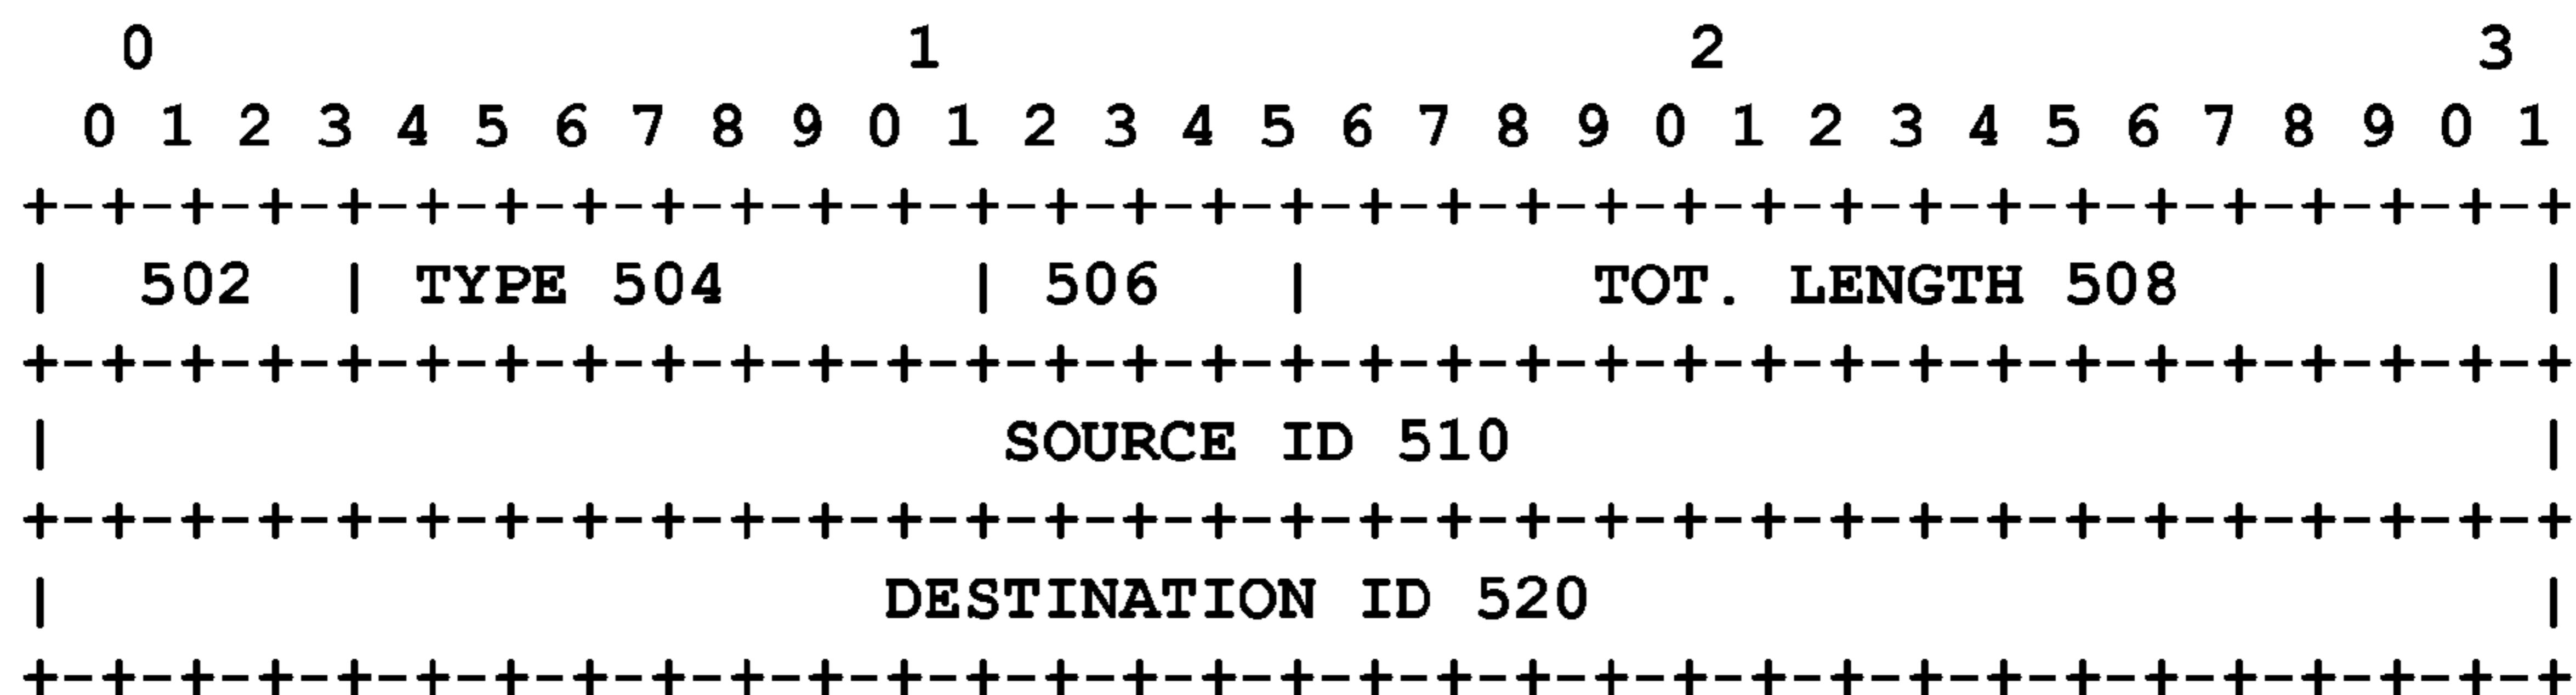 0                   1                   2                   3
0 1 2 3 4 5 6 7 8 9 0 1 2 3 4 5 6 7 8 9 0 1 2 3 4 5 6 7 8 9 0 1
+-+-+-+-+-+-+-+-+-+-+-+-+-+-+-+-+-+-+-+-+-+-+-+-+-+-+-+-+-+-+-+-+
|  502  | TYPE 504      | 506   |       TOT. LENGTH 508         |
+-+-+-+-+-+-+-+-+-+-+-+-+-+-+-+-+-+-+-+-+-+-+-+-+-+-+-+-+-+-+-+-+
|                        SOURCE ID 510                          |
+-+-+-+-+-+-+-+-+-+-+-+-+-+-+-+-+-+-+-+-+-+-+-+-+-+-+-+-+-+-+-+-+
|                     DESTINATION ID 520                        |
+-+-+-+-+-+-+-+-+-+-+-+-+-+-+-+-+-+-+-+-+-+-+-+-+-+-+-+-+-+-+-+-+